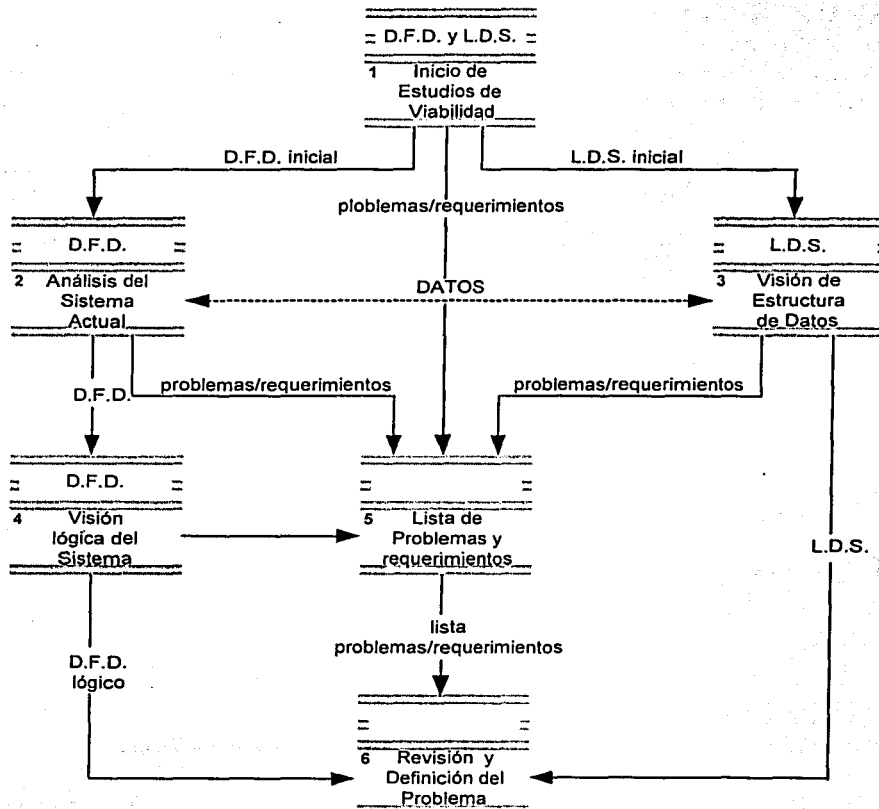 D.F.D. y L.D.S.
1 Inicio de
Estudios de
Viabilidad
D.F.D. inicial
L.D.S. inicial
ploblemas/requerimientos
D.F.D.
2 Análisis del
Sistema
Actual
DATOS
L.D.S.
3 Visión de
Estructura
de Datos
D.F.D.
problemas/requerimientos
problemas/requerimientos
D.F.D.
4 Visión
lógica del
Sistema
5 Lista de
Problemas y
requerimientos
L.D.S.
lista
problemas/requerimientos
D.F.D.
lógico
6 Revisión y
Definición del
Problema